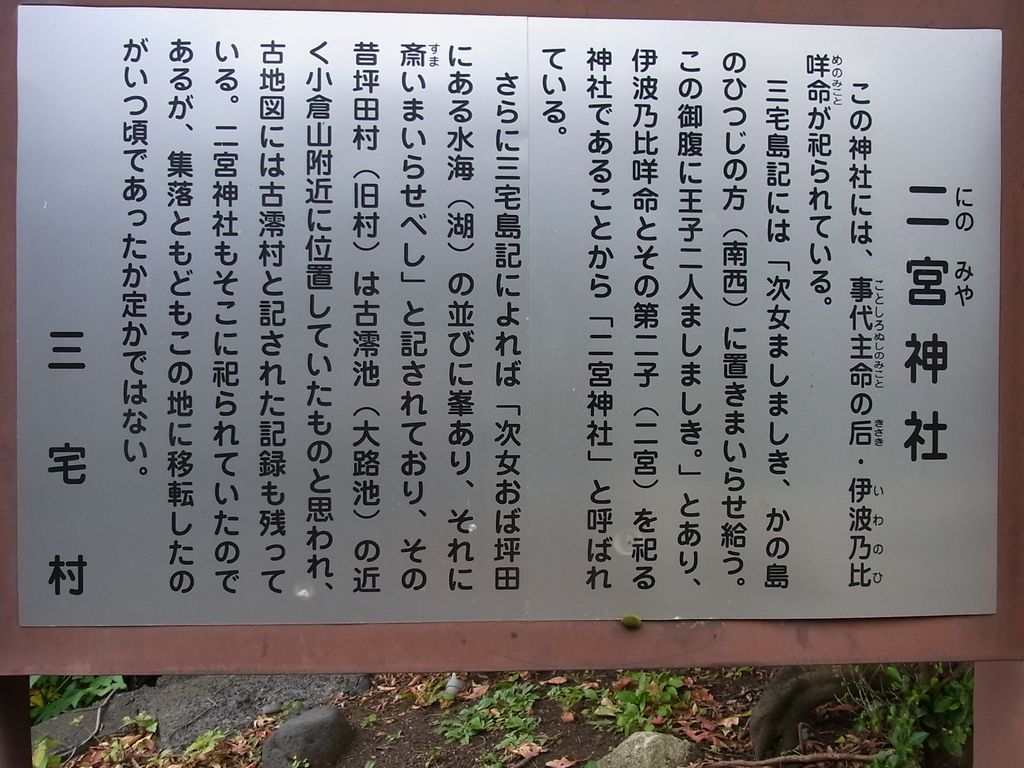 二宮神社
にの みや
この神社には、事代主命の后・伊波乃比
ことしろぬしのみこと きさき いわのひ
咩命が祀られている。
めのみこと
三宅島記には「次女ましましき、かの島
のひつじの方（南西）に置きまいらせ給う。
この御腹に王子二人ましましき。」とあり、
伊波乃比咩命とその第二子（二宮）を祀る
神社であることから「二宮神社」と呼ばれ
ている。
さらに三宅島記によれば「次女おば坪田
にある水海（湖）の並びに峯あり、それに
斎いまいらせべし」と記されており、その
すま
昔坪田村（旧村）は古澪池（大路池）の近
く小倉山附近に位置していたものと思われ、
古地図には古澪村と記された記録も残って
いる。二宮神社もそこに祀られていたので
あるが、集落ともどもこの地に移転したの
がいつ頃であったか定かではない。
三宅村